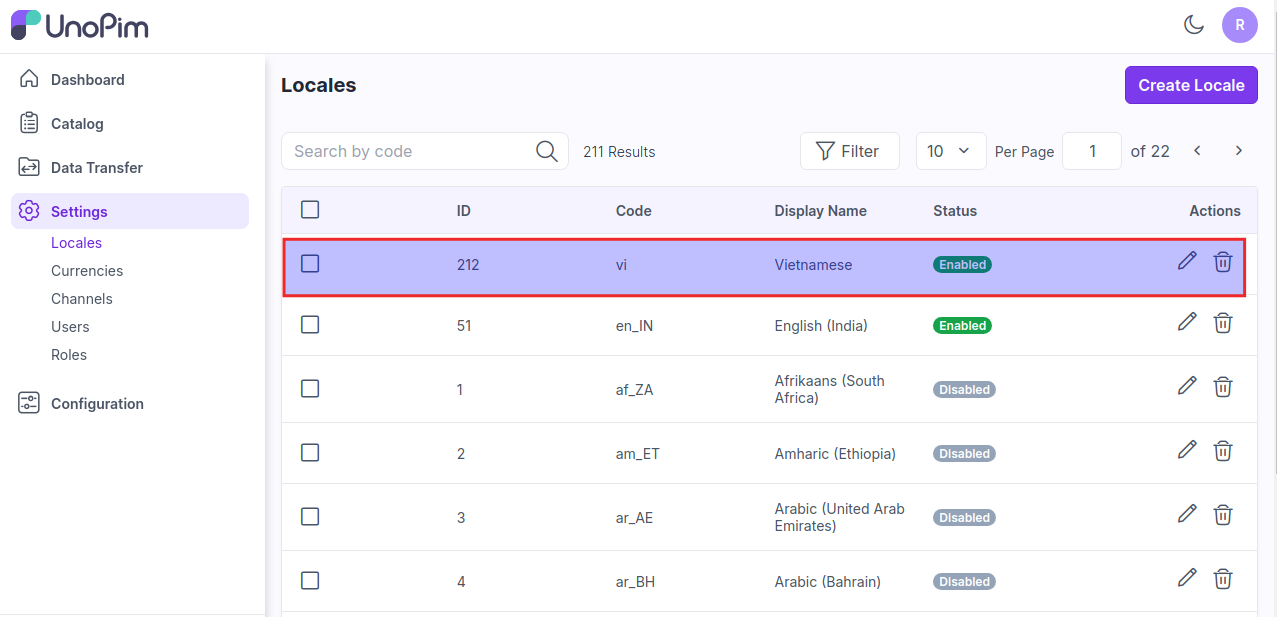 UnoPim
R
Dashboard
Catalog
Data Transfer
Settings
Locales
Currencies
Channels
Users
Roles
Configuration
Locales
Create Locale
Search by code
211 Results
Filter
10
Per Page
1
of 22
ID Code Display Name Status Actions
212 vi Vietnamese Enabled
51 en_IN English (India) Enabled
1 af_ZA Afrikaans (South Africa) Disabled
2 am_ET Amharic (Ethiopia) Disabled
3 ar_AE Arabic (United Arab Emirates) Disabled
4 ar_BH Arabic (Bahrain) Disabled